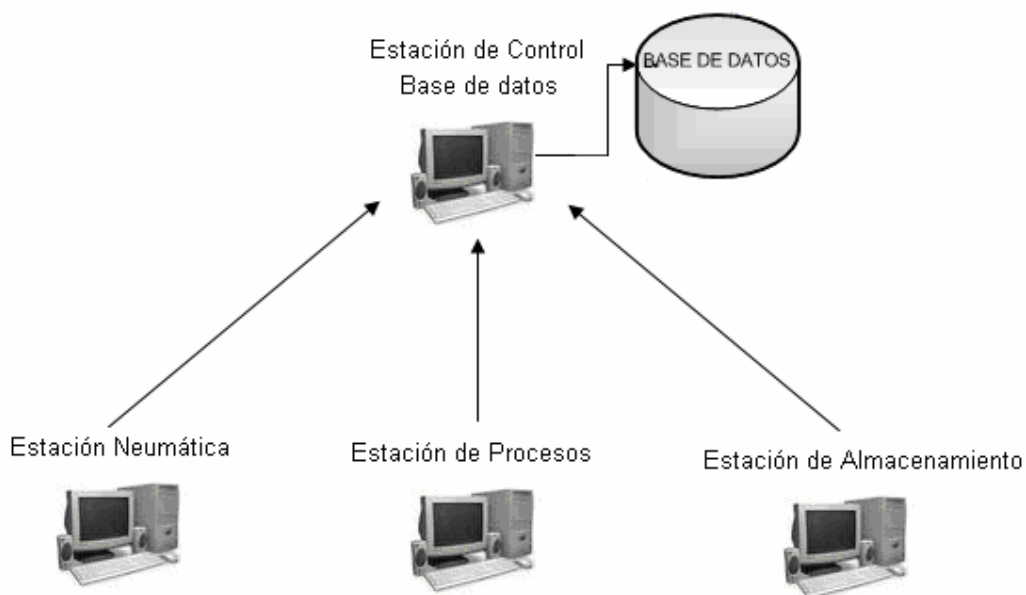 Estación de Control
Base de datos
BASE DE DATOS
Estación Neumática
Estación de Procesos
Estación de Almacenamiento